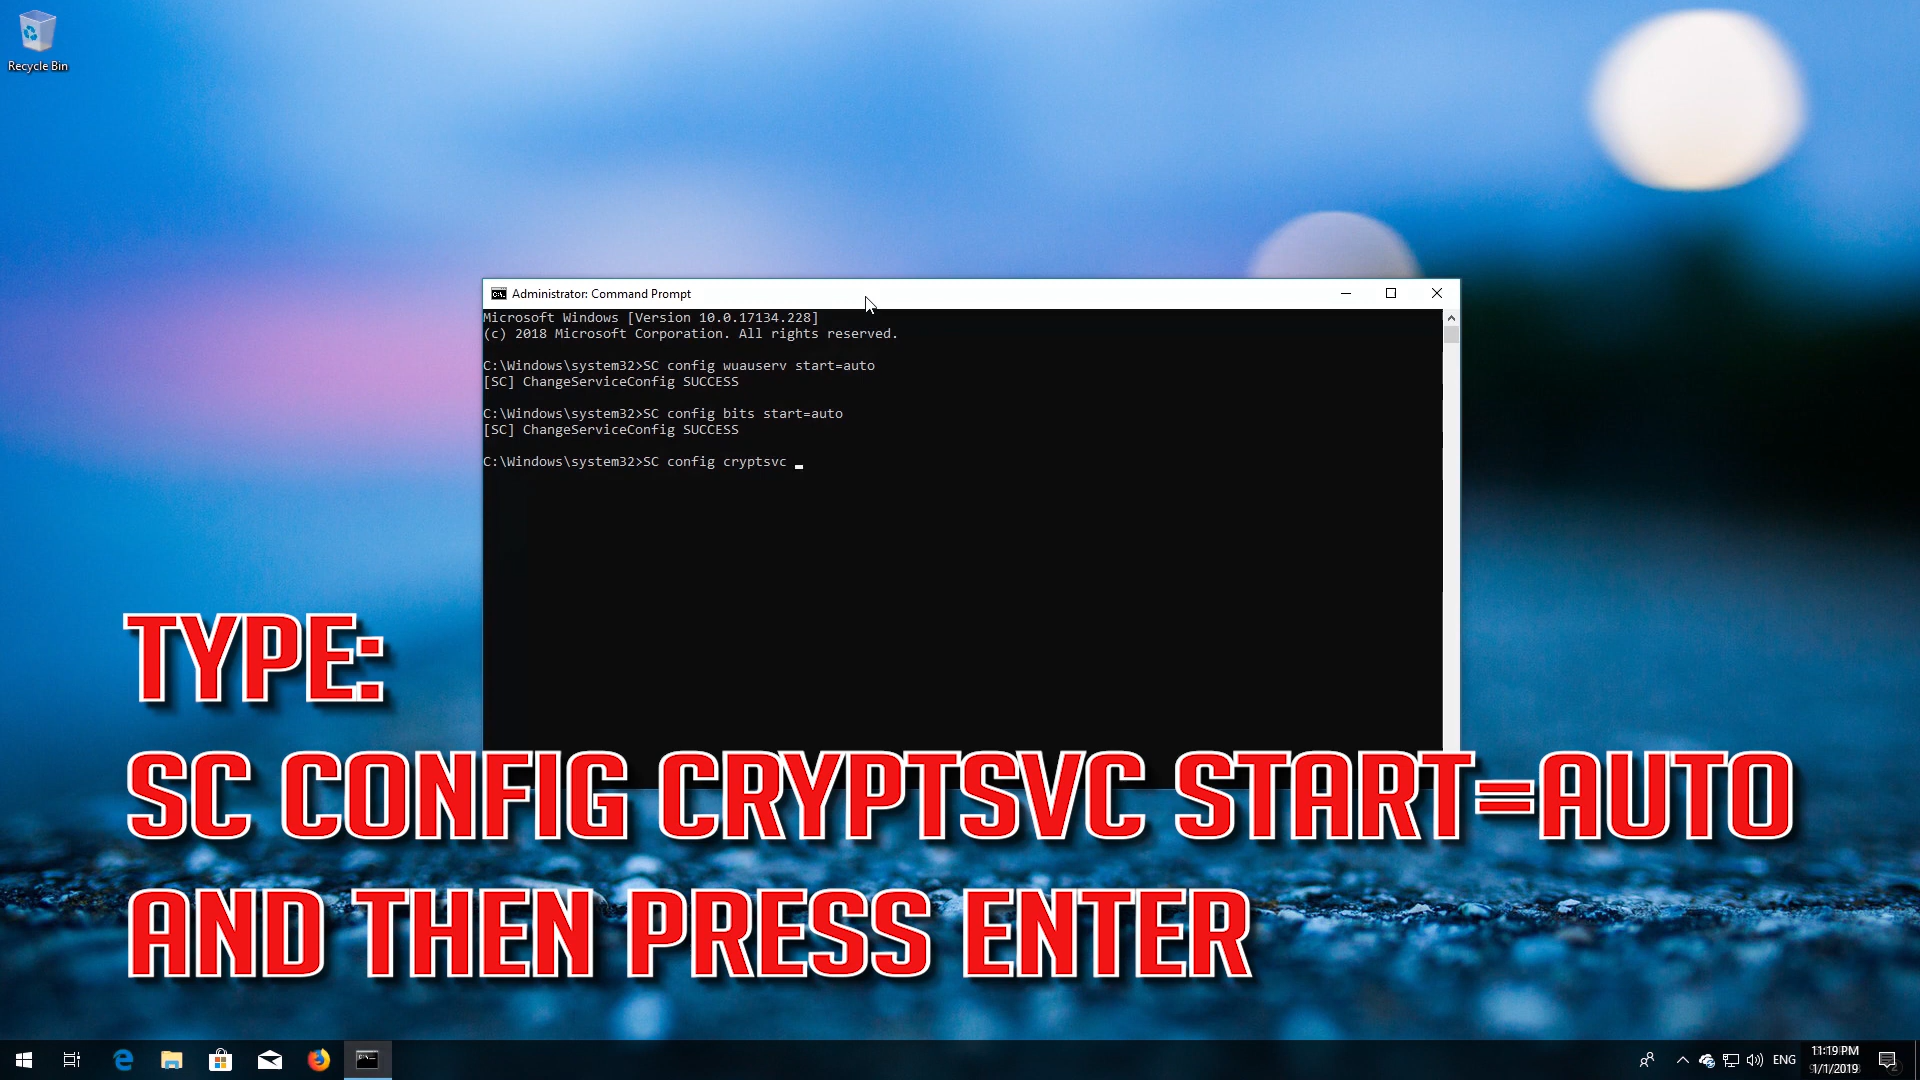 Recycle Bin
Administrator: Command Prompt
Microsoft Windows [Version 10.0.17134.228]
(c) 2018 Microsoft Corporation. All rights reserved.
C:\Windows\system32>SC config wuauserv start=auto
[SC] ChangeServiceConfig SUCCESS
C:\Windows\system32>SC config bits start=auto
[SC] ChangeServiceConfig SUCCESS
C:\Windows\system32>SC config cryptsvc
TYPE:
SC CONFIG CRYPTSVC START=AUTO
AND THEN PRESS ENTER
ENG
11:19 PM
1/1/2019